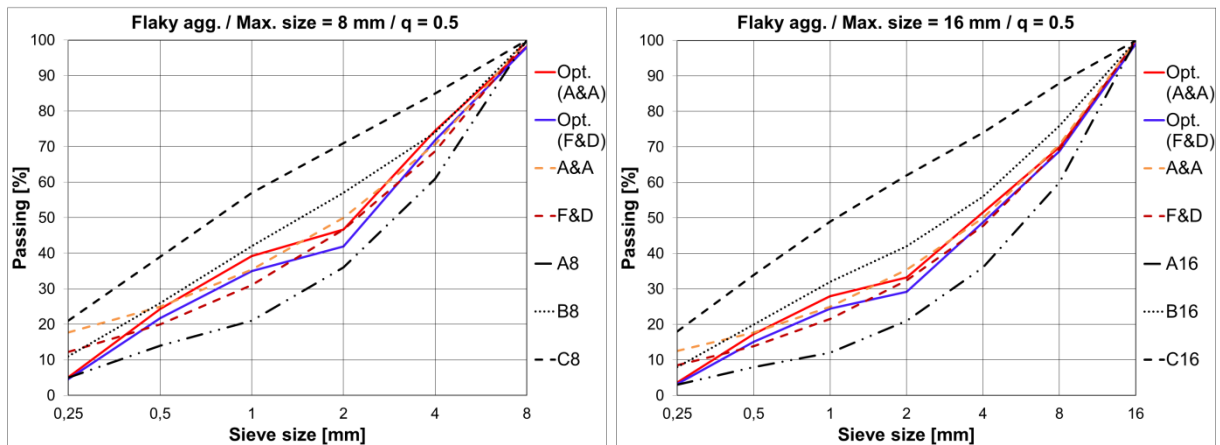 Flaky agg. / Max. size = 8 mm / q = 0.5
Passing [%]
100
90
80
70
60
50
40
30
20
10
0
0,25
0,5
1
2
4
8
Sieve size [mm]
Opt.
(A&A)
Opt.
(F&D)
A&A
F&D
A8
B8
C8
Flaky agg. / Max. size = 16 mm / q = 0.5
Passing [%]
100
90
80
70
60
50
40
30
20
10
0
0,25
0,5
1
2
4
8
16
Sieve size [mm]
Opt.
(A&A)
Opt.
(F&D)
A&A
F&D
A16
B16
C16